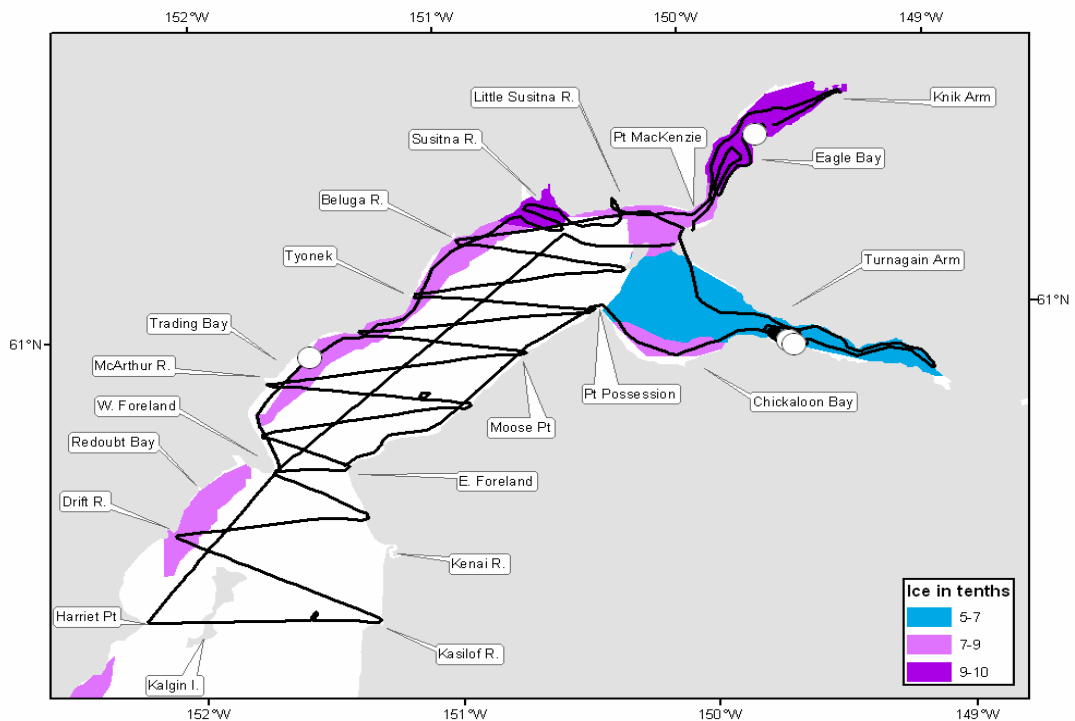 152°W 151°W 150°W 149°W
Little Susitna R.
Knik Arm
Susitna R.
Pt MacKenzie
Eagle Bay
Beluga R.
Tyonek
Turnagain Arm
61°N
Trading Bay
61°N
McArthur R.
Pt Possession
W. Foreland
Chickaloon Bay
Moose Pt
Redoubt Bay
E. Foreland
Drift R.
Kenai R.
Ice in tenths
5-7
Harriet Pt
7-9
Kasilof R.
9-10
Kalgin I.
152°W 151°W 150°W 149°W